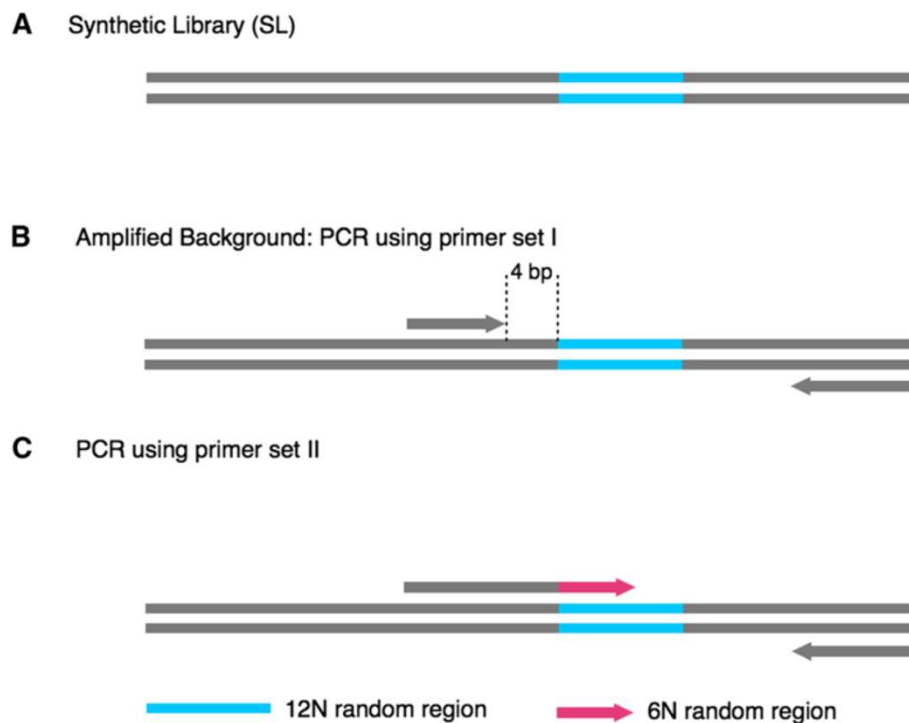 A Synthetic Library (SL)
B Amplified Background: PCR using primer set I
4 bp
C PCR using primer set II
12N random region 6N random region